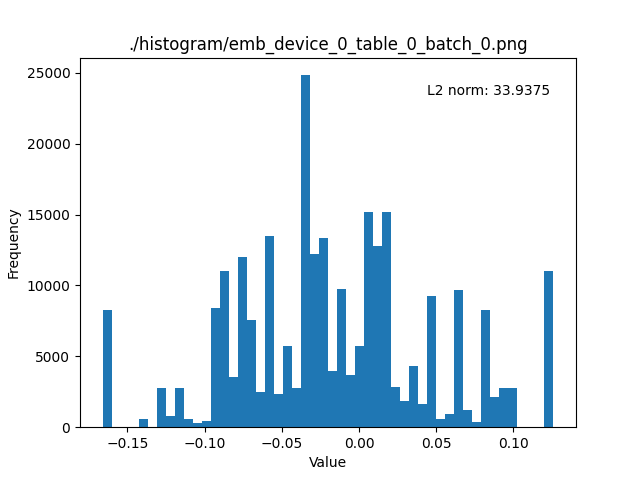 ./histogram/emb_device_0_table_0_batch_0.png
L2 norm: 33.9375
25000
20000
15000
10000
5000
0
Frequency
−0.15 −0.10 −0.05 0.00 0.05 0.10
Value